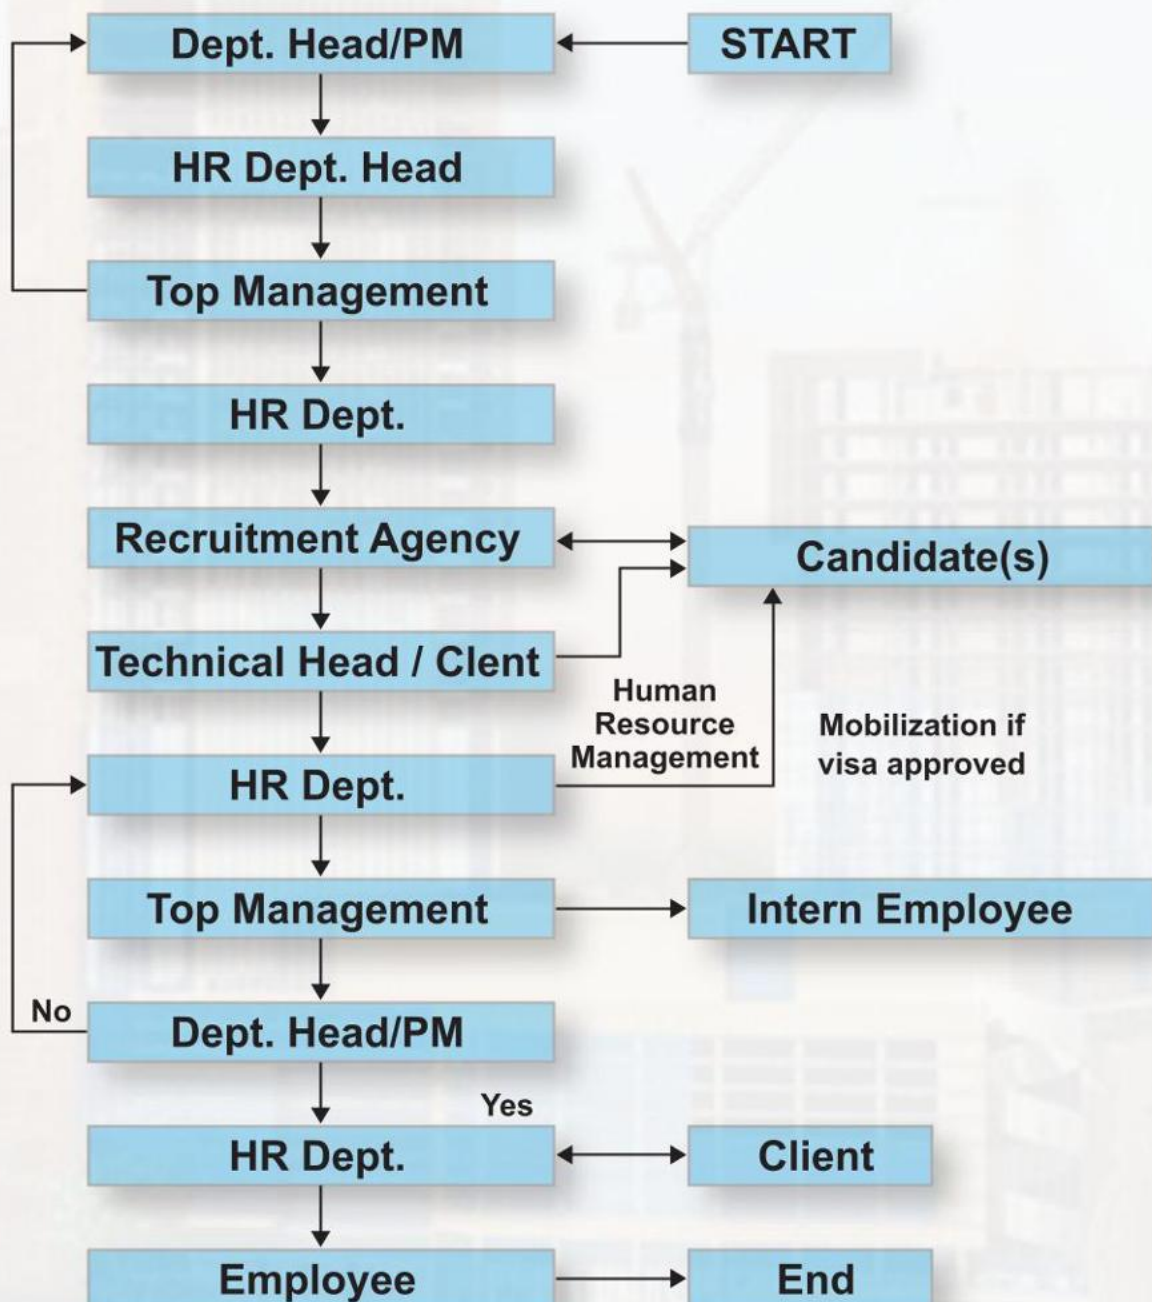 Dept. Head/PM
START
HR Dept. Head
Top Management
HR Dept.
Recruitment Agency
Candidate(s)
Technical Head / Clent
Human
Resource
Management
Mobilization if
visa approved
HR Dept.
Top Management
Intern Employee
No
Dept. Head/PM
Yes
HR Dept.
Client
Employee
End